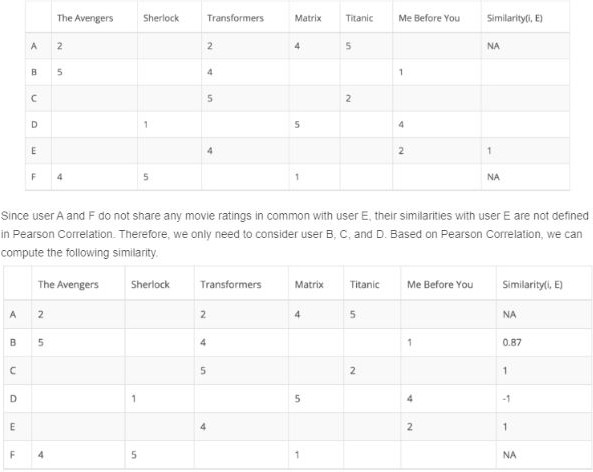 The Avengers Sherlock Transformers Matrix Titanic Me Before You Similarity(i, E)
A 2 2 4 5 NA
B 5 4 1
C 5 2
D 1 5 4
E 4 2 1
F 4 5 1 NA
Since user A and F do not share any movie ratings in common with user E, their similarities with user E are not defined
in Pearson Correlation. Therefore, we only need to consider user B, C, and D. Based on Pearson Correlation, we can
compute the following similarity.
The Avengers Sherlock Transformers Matrix Titanic Me Before You Similarity(i, E)
A 2 2 4 5 NA
B 5 4 1 0.87
C 5 2 1
D 1 5 4 -1
E 4 2 1
F 4 5 1 NA